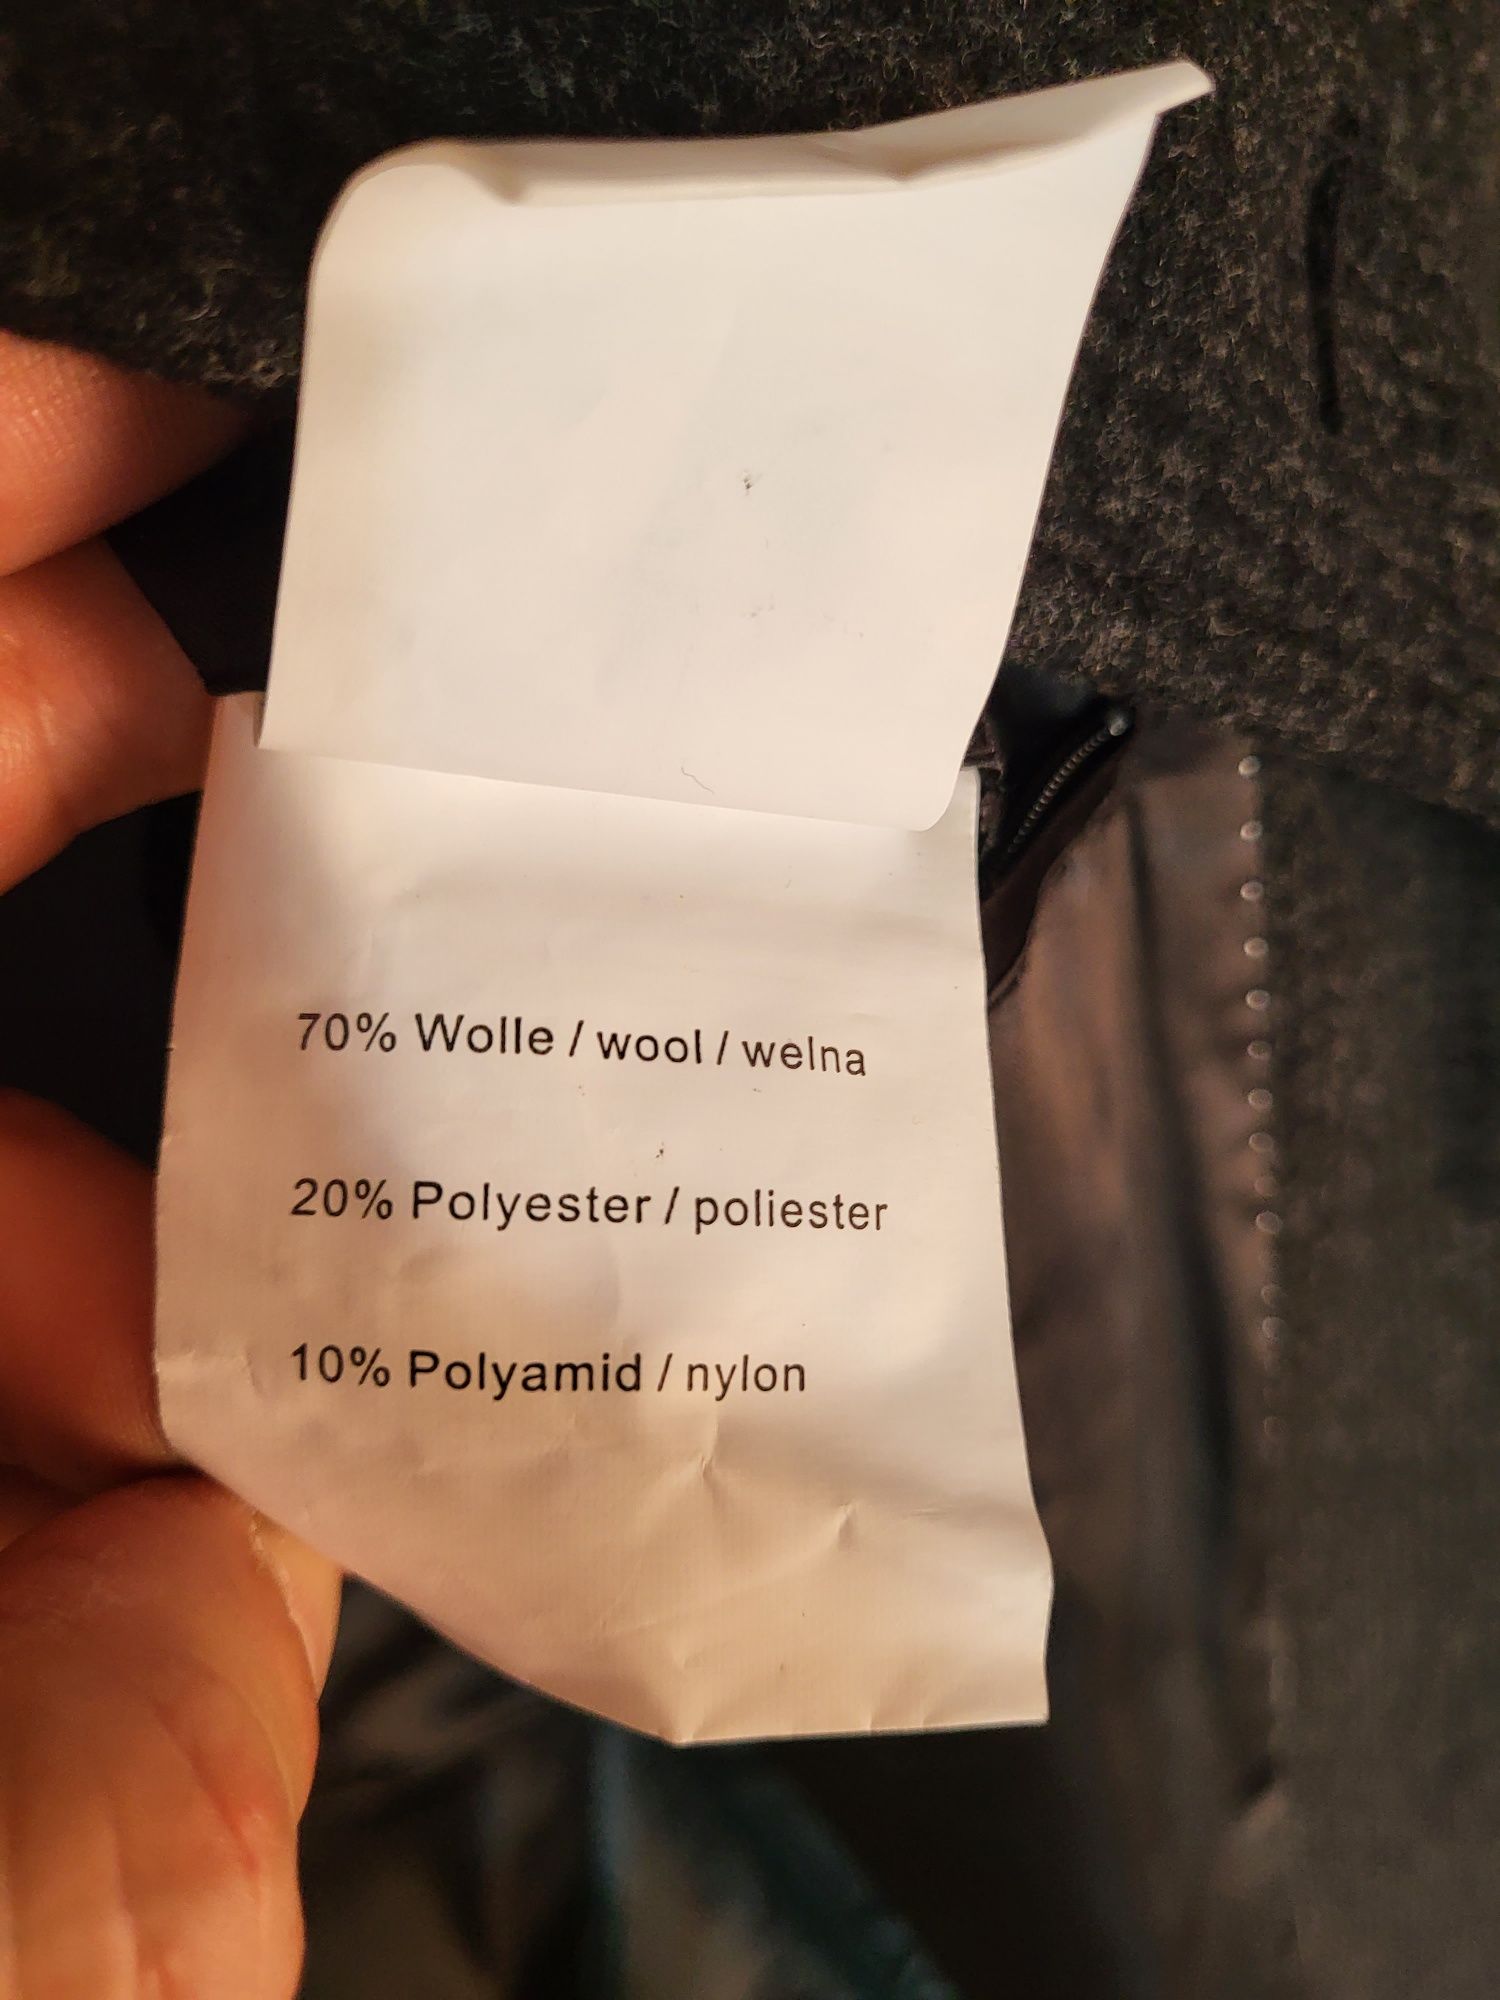 70% Wolle / wool / welna
20% Polyester / poliester
10% Polyamid / nylon